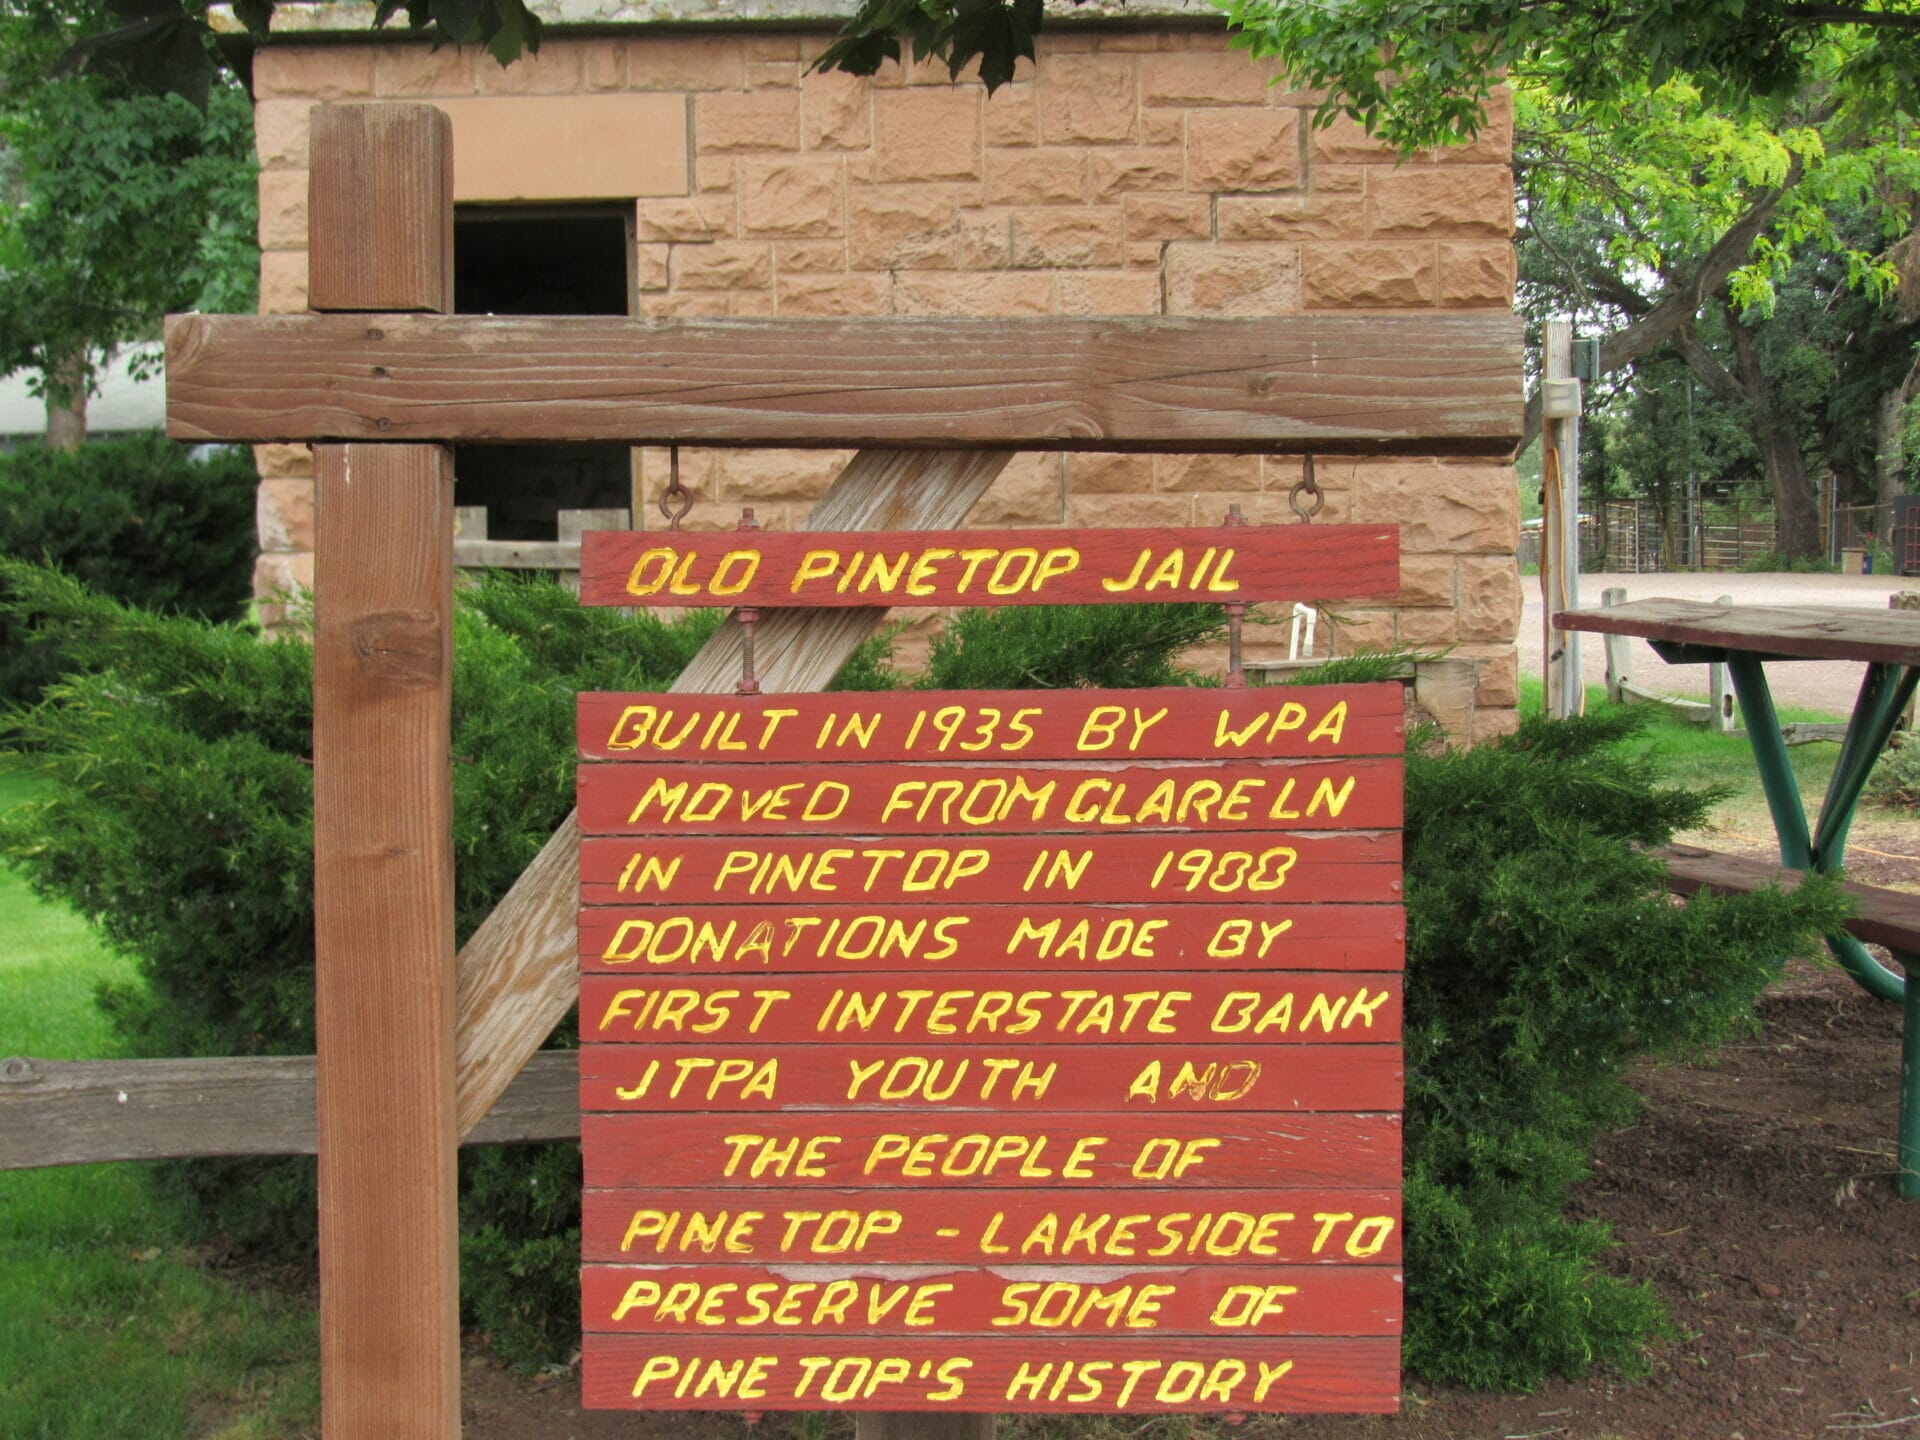 OLD PINETOP JAIL
BUILT IN 1935 BY WPA
MOVED FROM CLARE LN
IN PINETOP IN 1988
DONATIONS MADE BY
FIRST INTERSTATE BANK
JTPA YOUTH AND
THE PEOPLE OF
PINETOP - LAKESIDE TO
PRESERVE SOME OF
PINETOP'S HISTORY